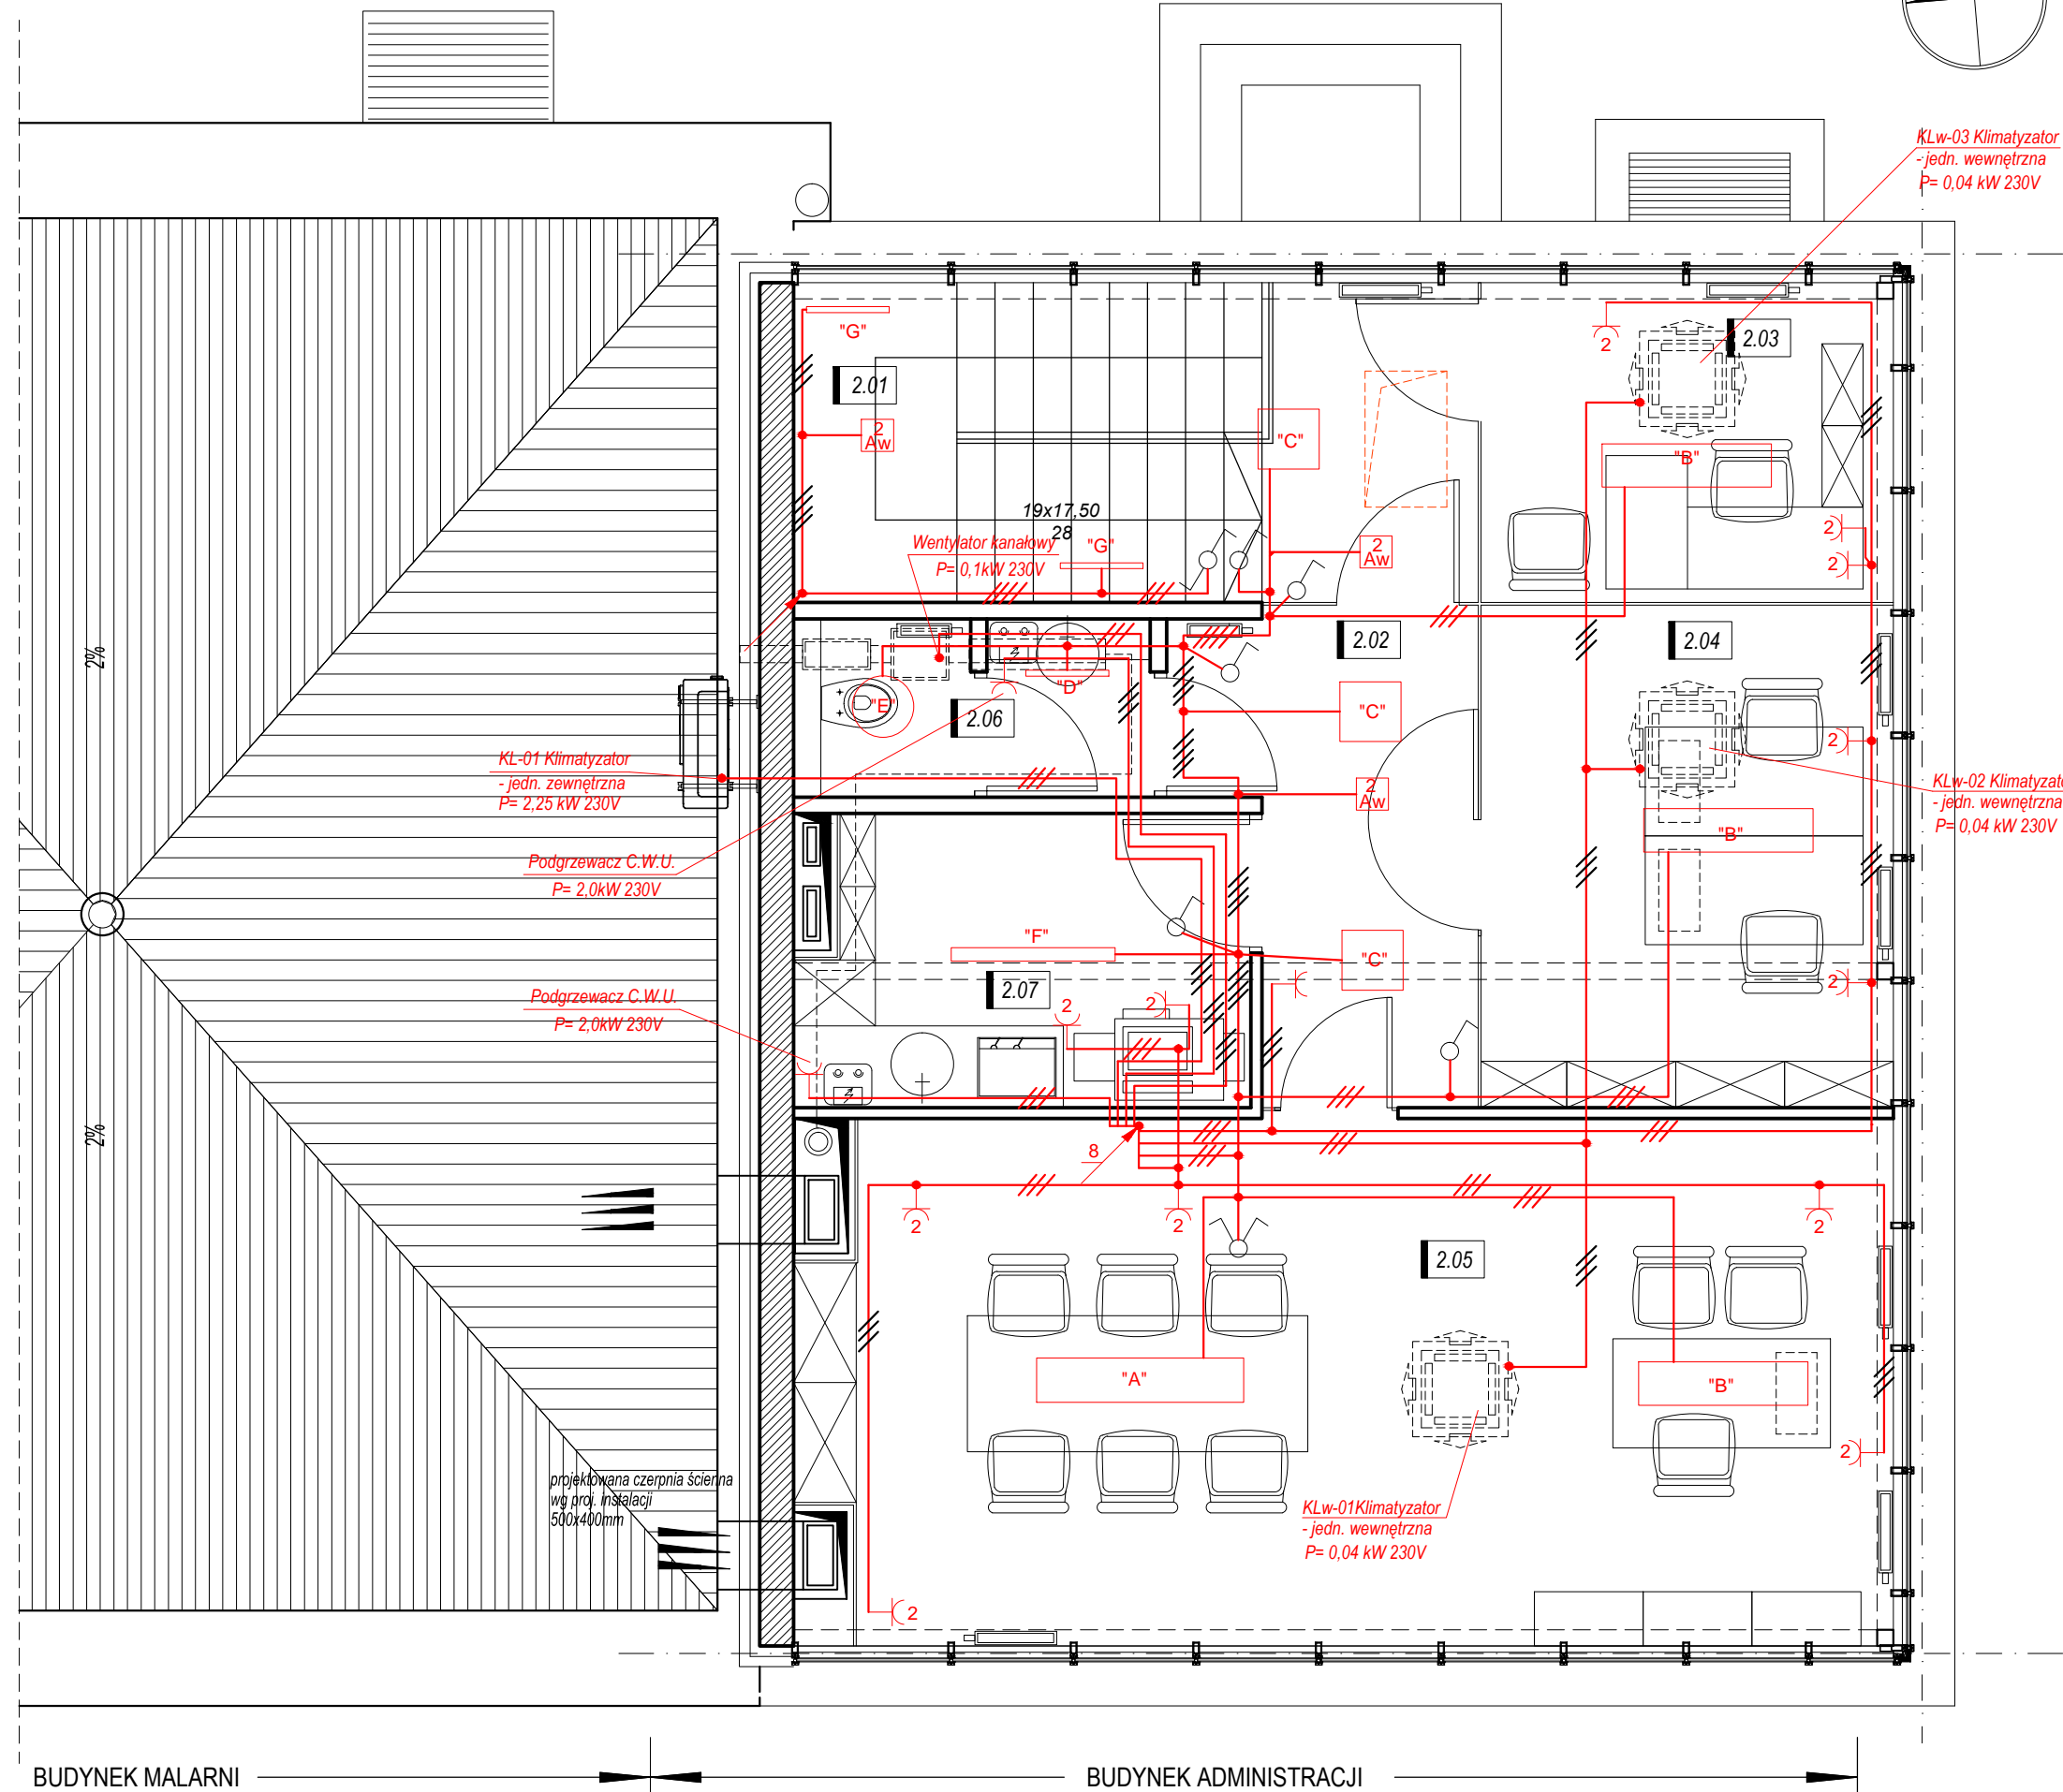 KLw-03 Klimatyzator
- jedn. wewnętrzna
P= 0,04 kW 230V
"G"
2.01
2
Aw
"C"
2
2.03
"B"
19x17,50
28
Wentylator kanałowy
P= 0,1kW 230V
"G"
2
Aw
2
2
2.02
2.04
2%
"E"
"D"
2.06
"C"
KL-01 Klimatyzator
- jedn. zewnętrzna
P= 2,25 kW 230V
2
Aw
2
KLw-02 Klimatyzato
- jedn. wewnętrzna
P= 0,04 kW 230V
"B"
Podgrzewacz C.W.U.
P= 2,0kW 230V
"F"
"C"
2.07
2
2
2
Podgrzewacz C.W.U.
P= 2,0kW 230V
2%
8
2
2
2
2.05
"A"
"B"
2
projektowana czerpnia ścienna
wg proj. instalacji
500x400mm
KLw-01Klimatyzator
- jedn. wewnętrzna
P= 0,04 kW 230V
2
BUDYNEK MALARNI
BUDYNEK ADMINISTRACJI